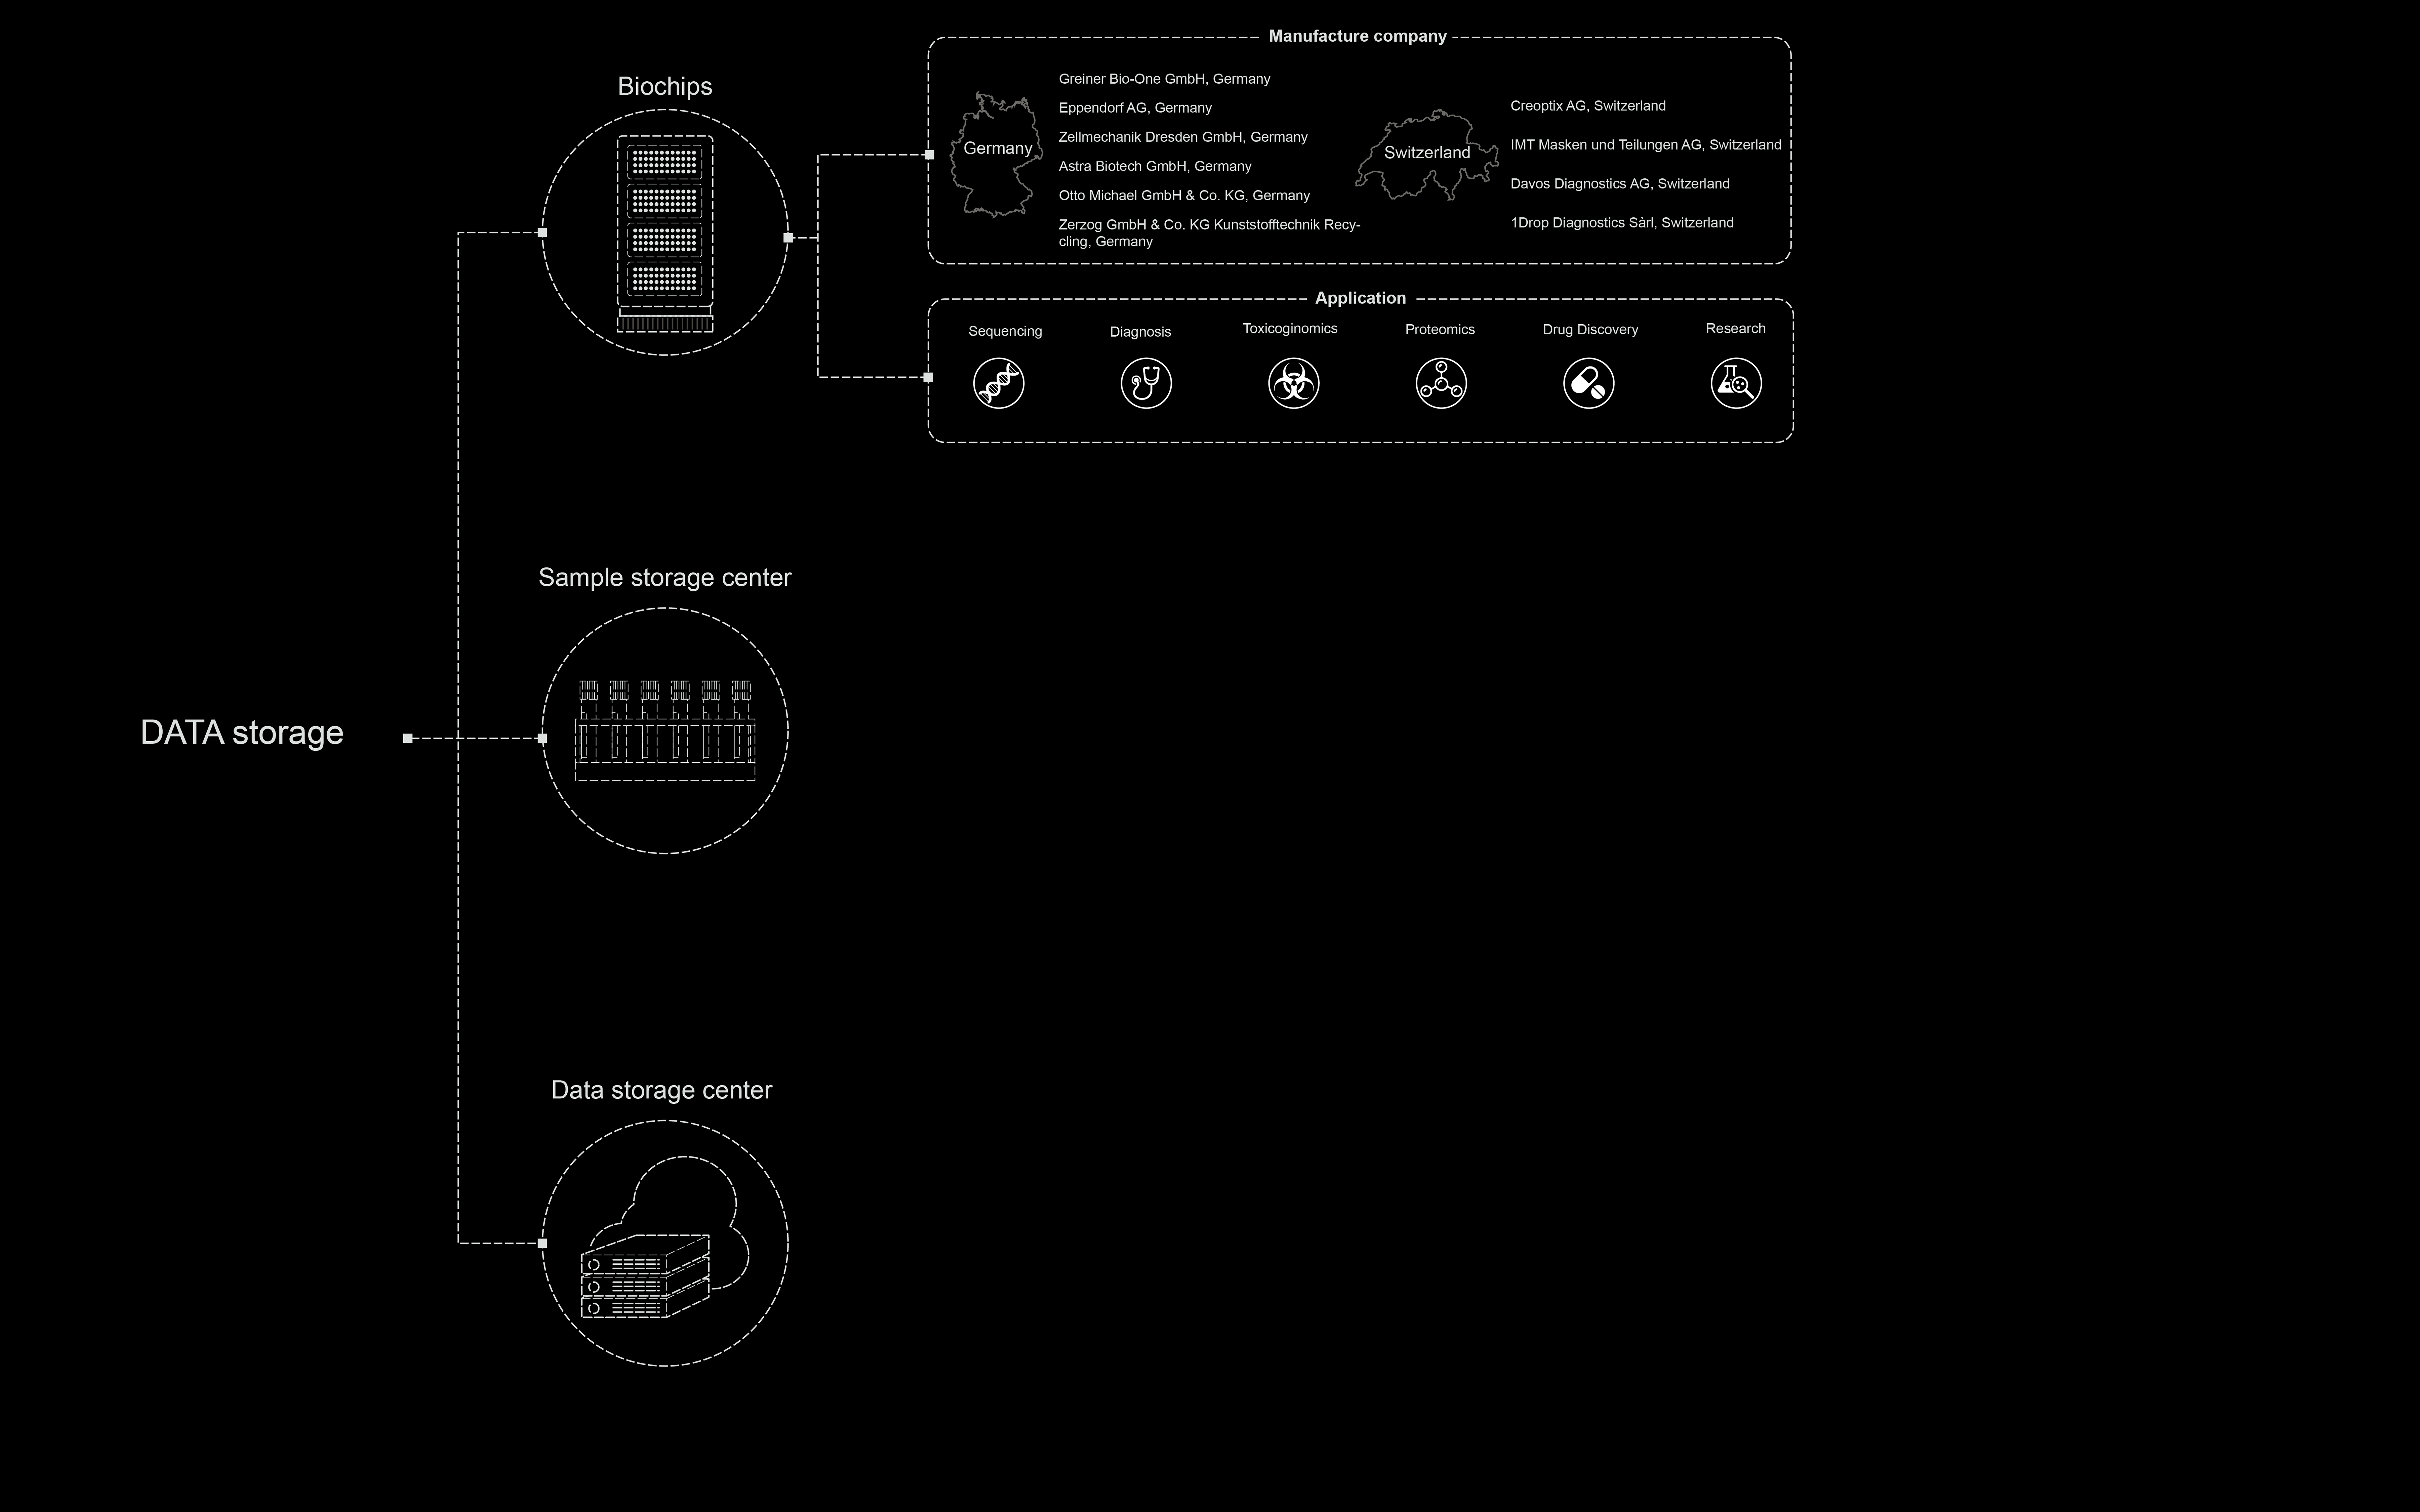 Manufacture company
Biochips
Greiner Bio-One GmbH, Germany
Eppendorf AG, Germany
Zellmechanik Dresden GmbH, Germany
Astra Biotech GmbH, Germany
Otto Michael GmbH & Co. KG, Germany
Zerzog GmbH & Co. KG Kunststofftechnik Recy-
cling, Germany
Germany
Switzerland
Creoptix AG, Switzerland
IMT Masken und Teilungen AG, Switzerland
Davos Diagnostics AG, Switzerland
1Drop Diagnostics Sàrl, Switzerland
Application
Sequencing
Diagnosis
Toxicoginomics
Proteomics
Drug Discovery
Research
Sample storage center
DATA storage
Data storage center